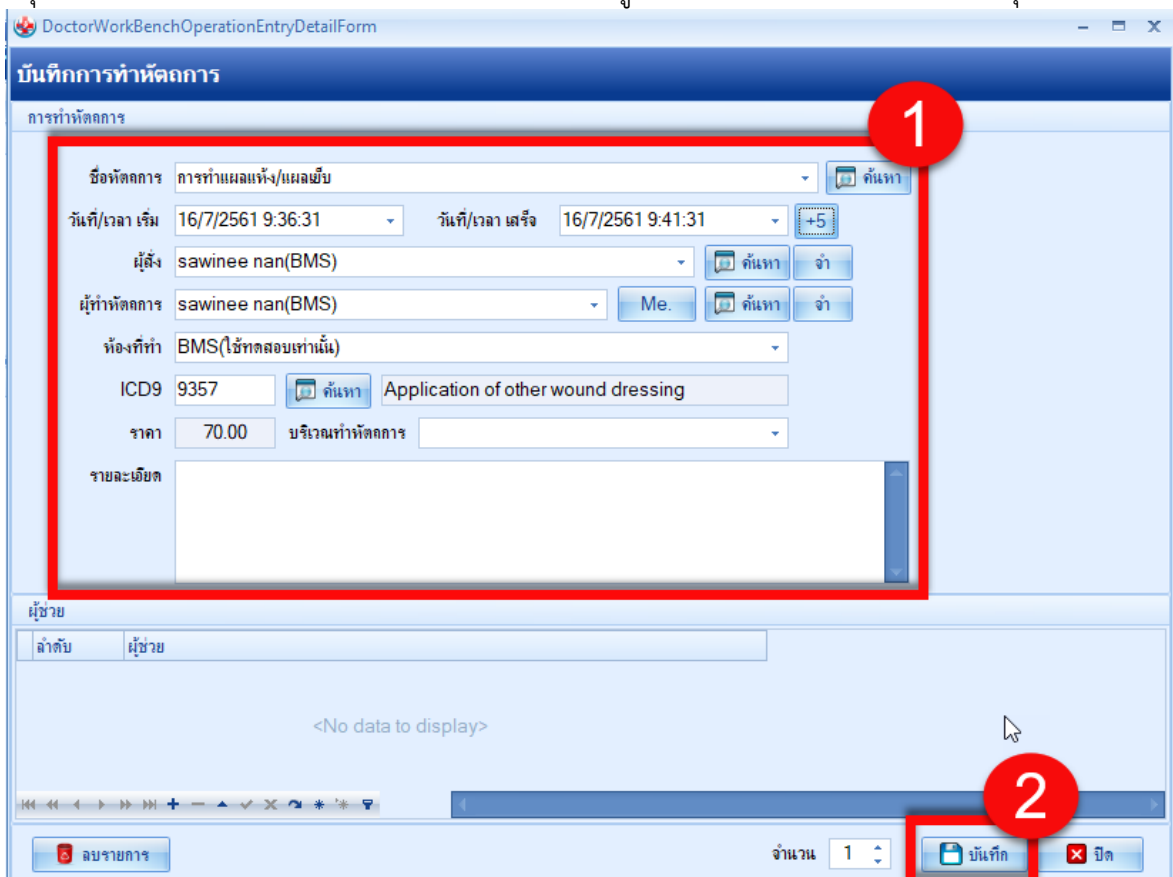 DoctorWorkBenchOperationEntryDetailForm
บันทึกการทำหัตถการ
การทำหัตถการ
1
ชื่อหัตถการ การทำแผลแห้ง/แผลเย็บ ค้นหา
วันที่/เวลา เริ่ม 16/7/2561 9:36:31 วันที่/เวลา เสร็จ 16/7/2561 9:41:31 +5
ผู้สั่ง sawinee nan(BMS) ค้นหา จำ
ผู้ทำหัตถการ sawinee nan(BMS) Me. ค้นหา จำ
ห้องที่ทำ BMS(ใช้ทดสอบเท่านั้น)
ICD9 9357 ค้นหา Application of other wound dressing
ราคา 70.00 บริเวณทำหัตถการ
รายละเอียด
ผู้ช่วย
ลำดับ ผู้ช่วย
<No data to display>
2
ลบรายการ จำนวน 1 บันทึก ปิด